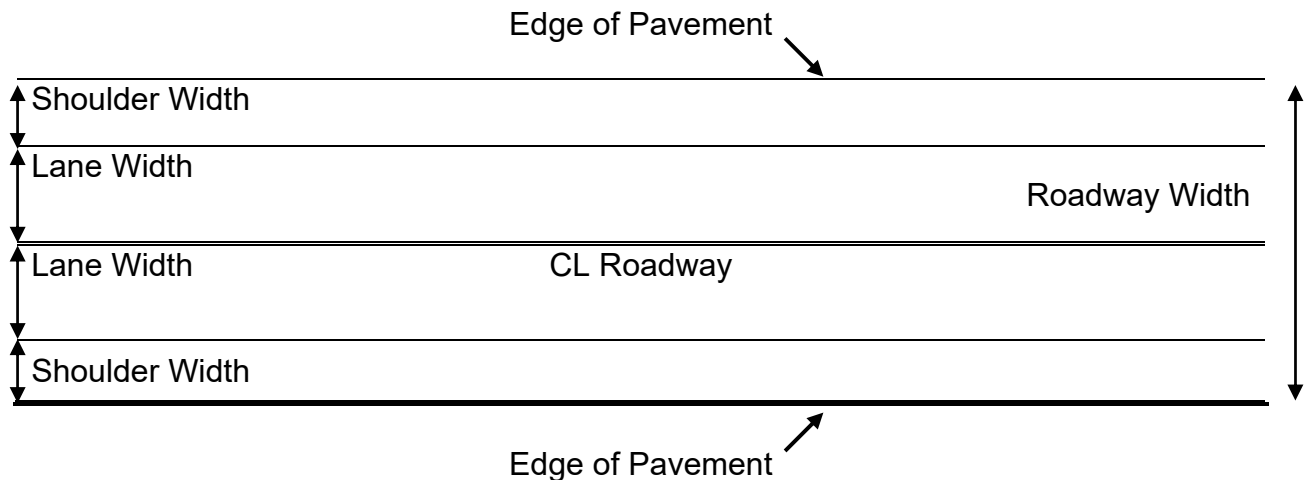 Edge of Pavement
Shoulder Width
Lane Width
Roadway Width
Lane Width
CL Roadway
Shoulder Width
Edge of Pavement